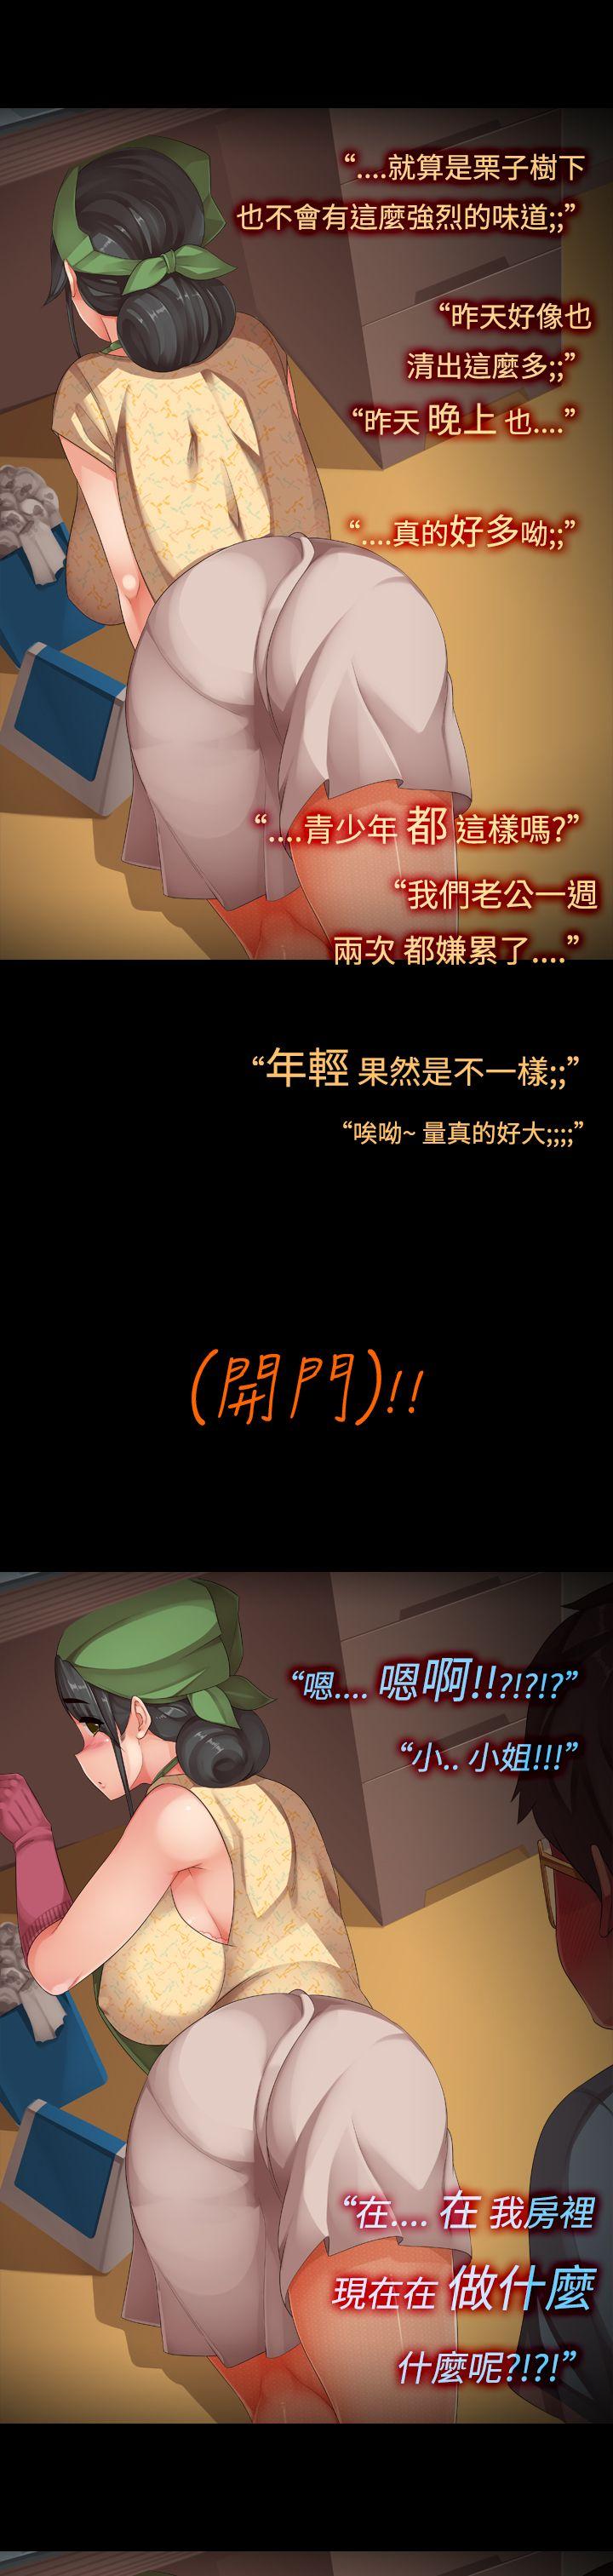 “....就算是栗子樹下
也不會有這麼強烈的味道;;”
“昨天好像也
清出這麼多;;”
“昨天 晚上 也....”
“....真的好多呦;;”
“....青少年 都 這樣嗎?”
“我們老公一週
兩次 都嫌累了....”
“年輕 果然是不一樣;;”
“唉呦~ 量真的好大;;;;”
(開門)!!
“嗯.... 嗯啊!!?!?!?”
“小.. 小姐!!!”
“在.... 在 我房裡
現在在 做什麼
什麼呢?!?!”